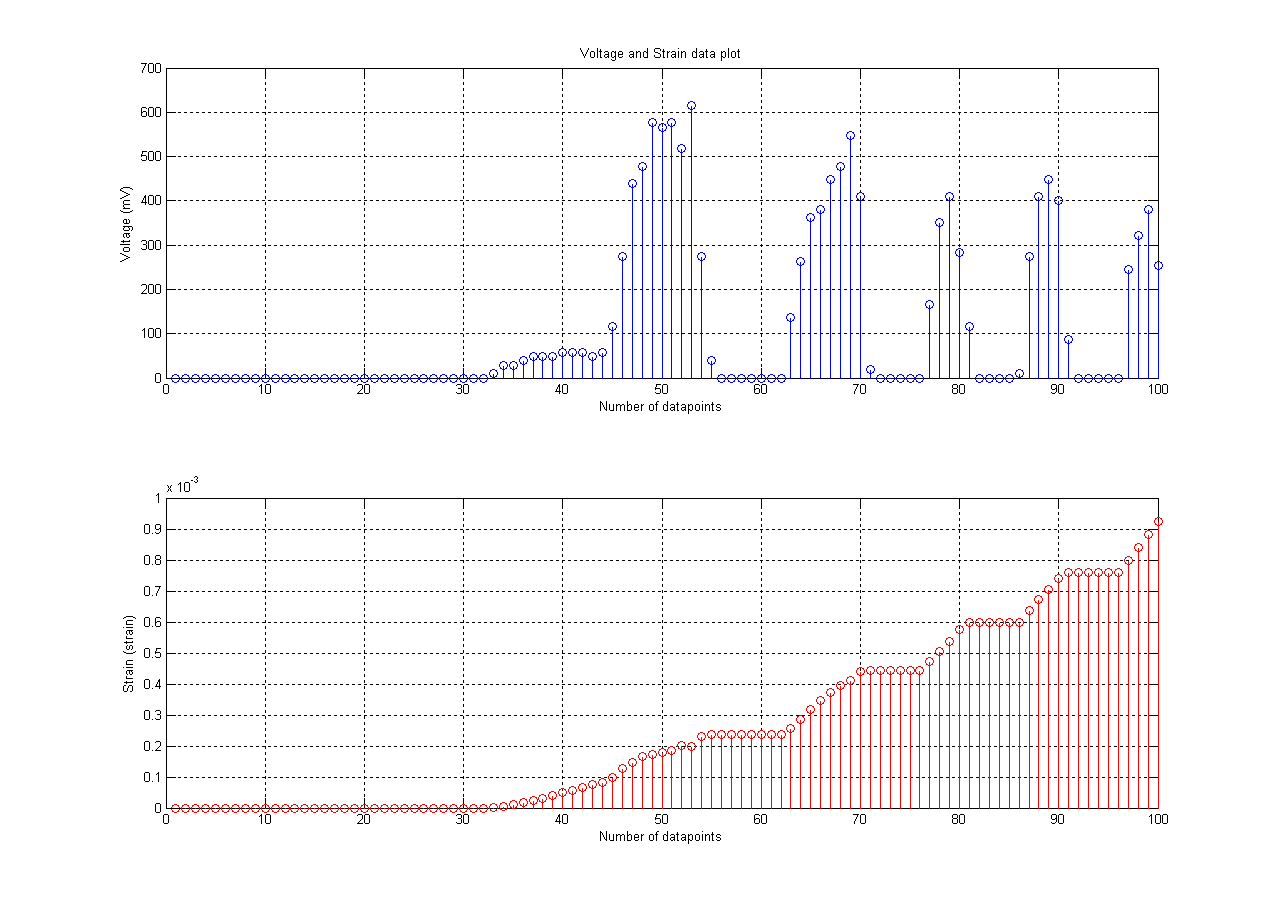 Voltage and Strain data plot
700
600
500
400
300
200
100
0
Voltage (mV)
0 10 20 30 40 50 60 70 80 90 100
Number of datapoints
x 10-3
1
0.9
0.8
0.7
0.6
0.5
0.4
0.3
0.2
0.1
0
Strain (strain)
0 10 20 30 40 50 60 70 80 90 100
Number of datapoints